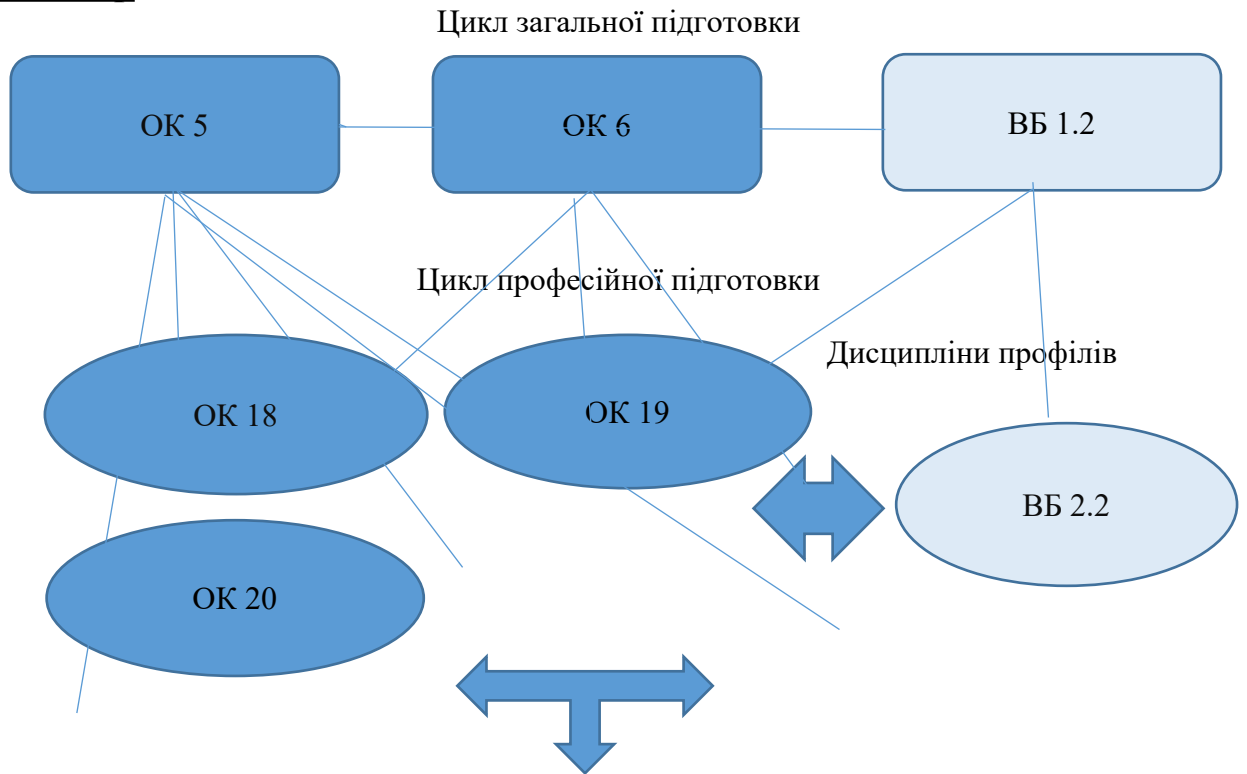 Цикл загальної підготовки
ОК 5
ОК 6
ВБ 1.2
Цикл професійної підготовки
Дисципліни профілів
ОК 18
ОК 19
ВБ 2.2
ОК 20